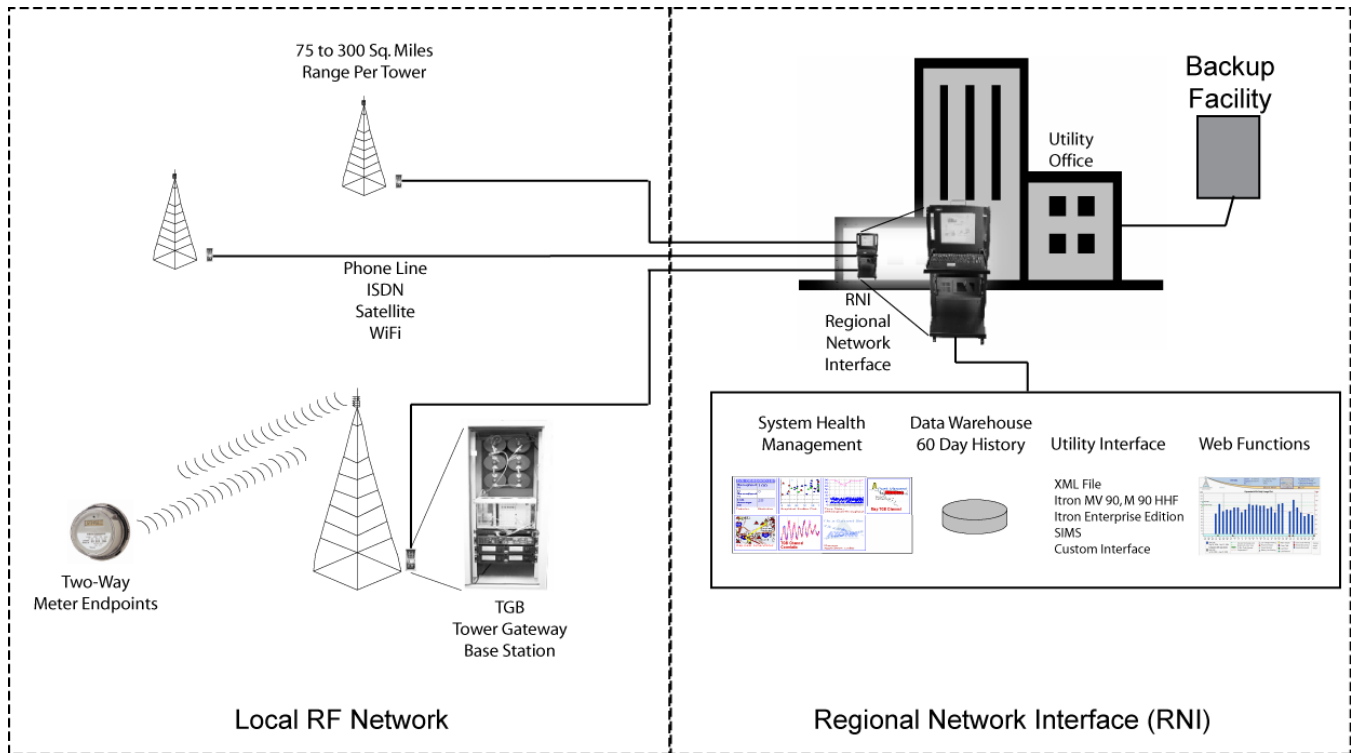 75 to 300 Sq. Miles
Range Per Tower
Phone Line
ISDN
Satellite
WiFi
Two-Way
Meter Endpoints
TGB
Tower Gateway
Base Station
Local RF Network
Backup
Facility
Utility
Office
RNI
Regional
Network
Interface
System Health
Management
Data Warehouse
60 Day History
Utility Interface
XML File
Itron MV 90, M 90 HHF
Itron Enterprise Edition
SIMS
Custom Interface
Web Functions
Regional Network Interface (RNI)